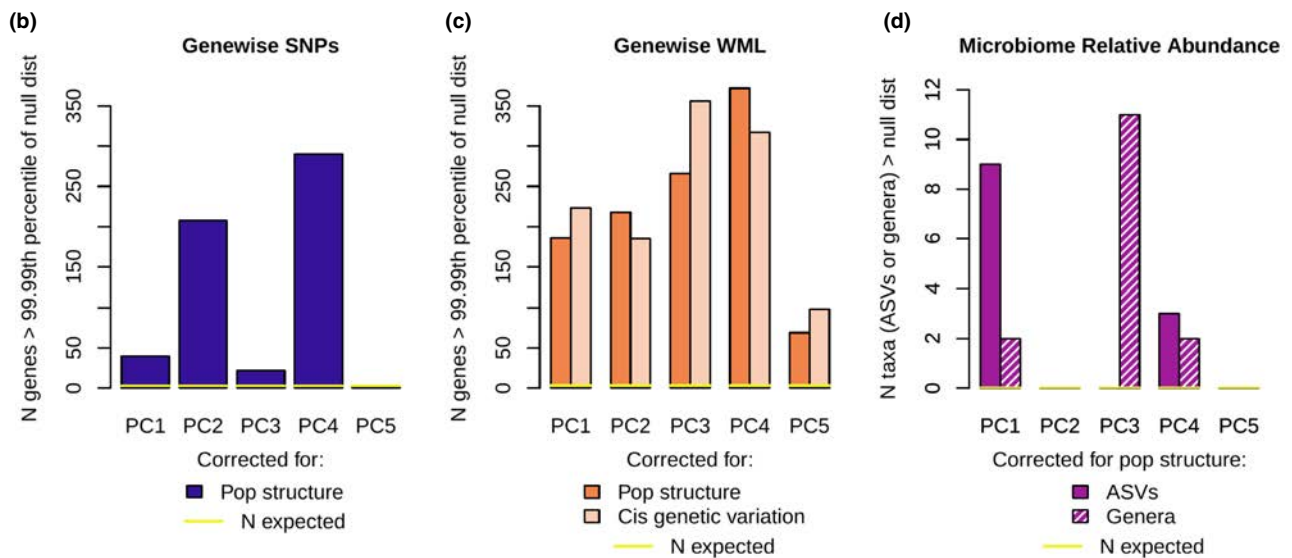 (b)
Genewise SNPs
N genes > 99.99th percentile of null dist
350
250
150
50
0
PC1 PC2 PC3 PC4 PC5
Corrected for:
Pop structure
N expected
(c)
Genewise WML
N genes > 99.99th percentile of null dist
350
250
150
50
0
PC1 PC2 PC3 PC4 PC5
Corrected for:
Pop structure
Cis genetic variation
N expected
(d)
Microbiome Relative Abundance
N taxa (ASVs or genera) > null dist
12
10
8
6
4
2
0
PC1 PC2 PC3 PC4 PC5
Corrected for pop structure:
ASVs
Genera
N expected